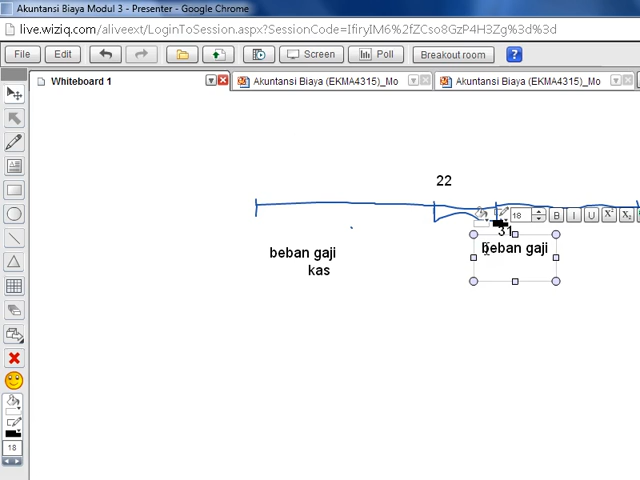 Akuntansi Biaya Modul 3 - Presenter - Google Chrome
live.wiziq.com/aliveext/LoginToSession.aspx?SessionCode=IfiryIM6%2fZCso8GzP4H3Zg%3d%3d
File Edit Screen Poll Breakout room ?
Whiteboard 1 Akuntansi Biaya (EKMA4315)_Mo Akuntansi Biaya (EKMA4315)_Mo
22
18 B I U X² X₂
31
beban gaji beban gaji
kas
18